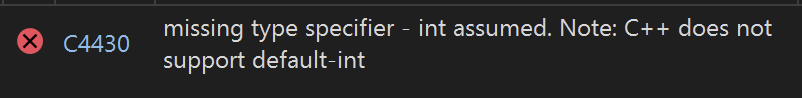 C4430
missing type specifier - int assumed. Note: C++ does not
support default-int